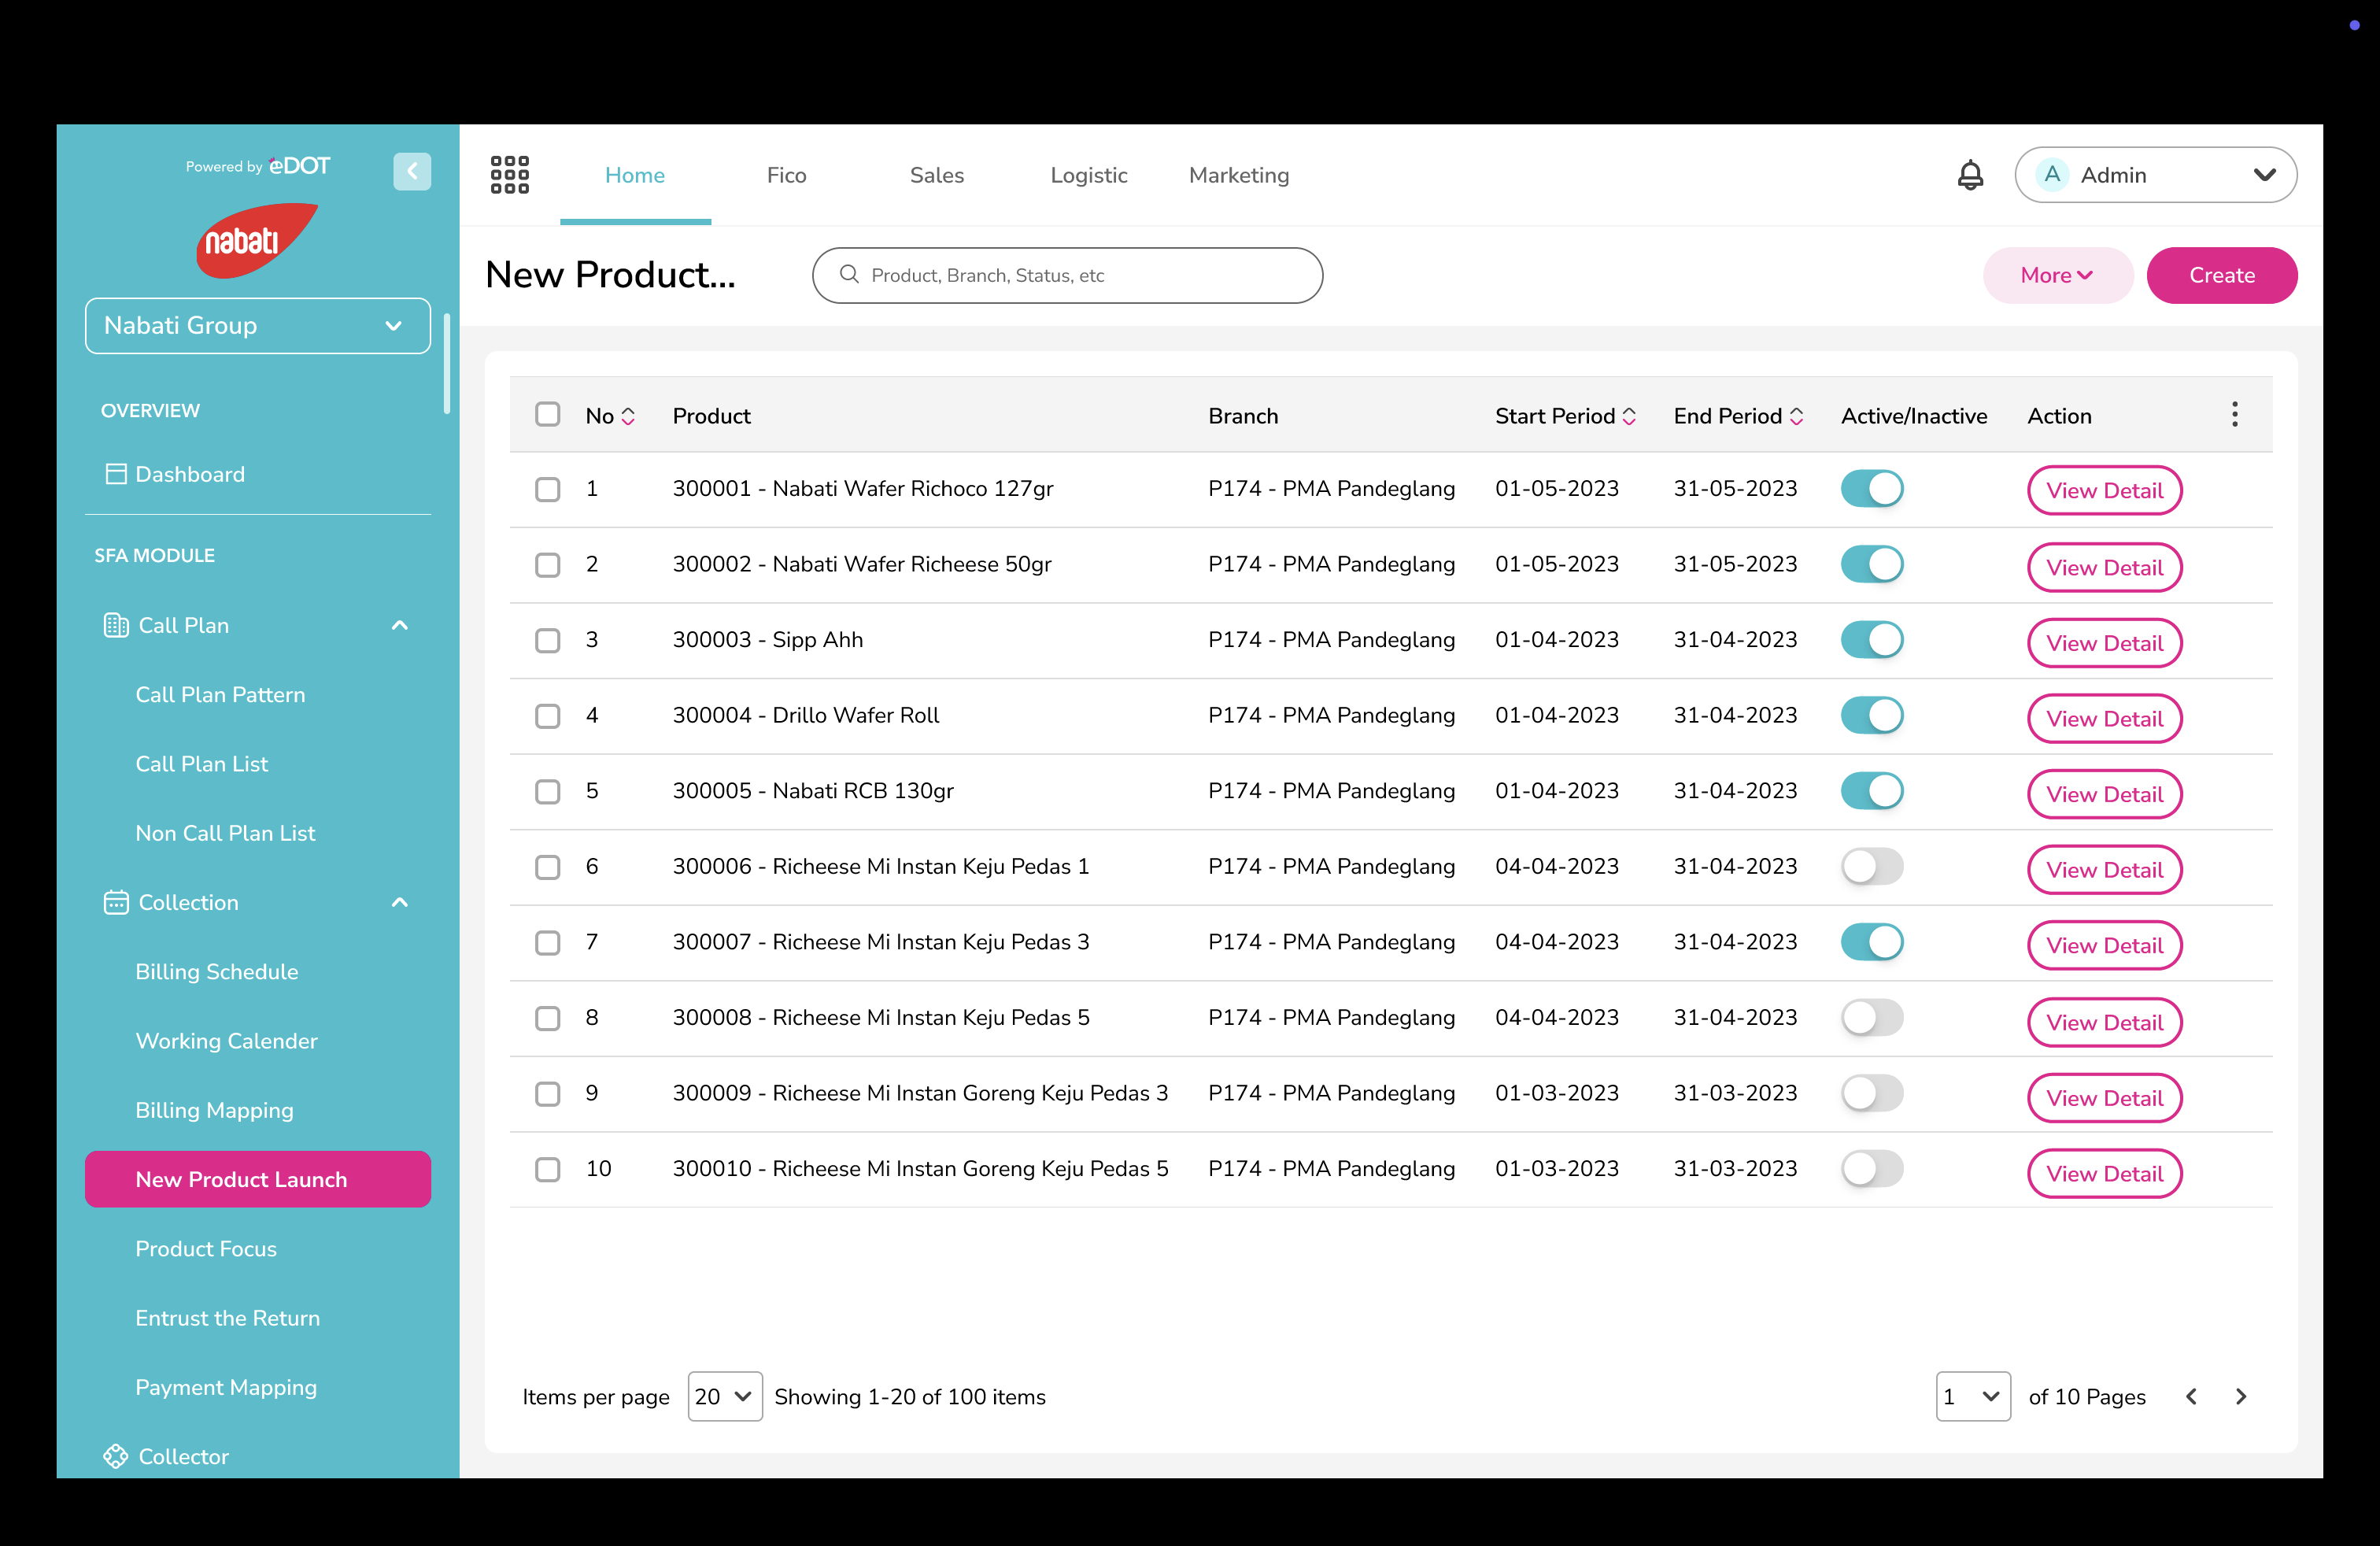 Powered by eDOT
nabati
Nabati Group
OVERVIEW
Dashboard
SFA MODULE
Call Plan
Call Plan Pattern
Call Plan List
Non Call Plan List
Collection
Billing Schedule
Working Calender
Billing Mapping
New Product Launch
Product Focus
Entrust the Return
Payment Mapping
Collector
Home Fico Sales Logistic Marketing
A Admin
New Product...
Product, Branch, Status, etc
More Create
No Product Branch Start Period End Period Active/Inactive Action
1 300001 - Nabati Wafer Richoco 127gr P174 - PMA Pandeglang 01-05-2023 31-05-2023 View Detail
2 300002 - Nabati Wafer Richeese 50gr P174 - PMA Pandeglang 01-05-2023 31-05-2023 View Detail
3 300003 - Sipp Ahh P174 - PMA Pandeglang 01-04-2023 31-04-2023 View Detail
4 300004 - Drillo Wafer Roll P174 - PMA Pandeglang 01-04-2023 31-04-2023 View Detail
5 300005 - Nabati RCB 130gr P174 - PMA Pandeglang 01-04-2023 31-04-2023 View Detail
6 300006 - Richeese Mi Instan Keju Pedas 1 P174 - PMA Pandeglang 04-04-2023 31-04-2023 View Detail
7 300007 - Richeese Mi Instan Keju Pedas 3 P174 - PMA Pandeglang 04-04-2023 31-04-2023 View Detail
8 300008 - Richeese Mi Instan Keju Pedas 5 P174 - PMA Pandeglang 04-04-2023 31-04-2023 View Detail
9 300009 - Richeese Mi Instan Goreng Keju Pedas 3 P174 - PMA Pandeglang 01-03-2023 31-03-2023 View Detail
10 300010 - Richeese Mi Instan Goreng Keju Pedas 5 P174 - PMA Pandeglang 01-03-2023 31-03-2023 View Detail
Items per page 20 Showing 1-20 of 100 items 1 of 10 Pages